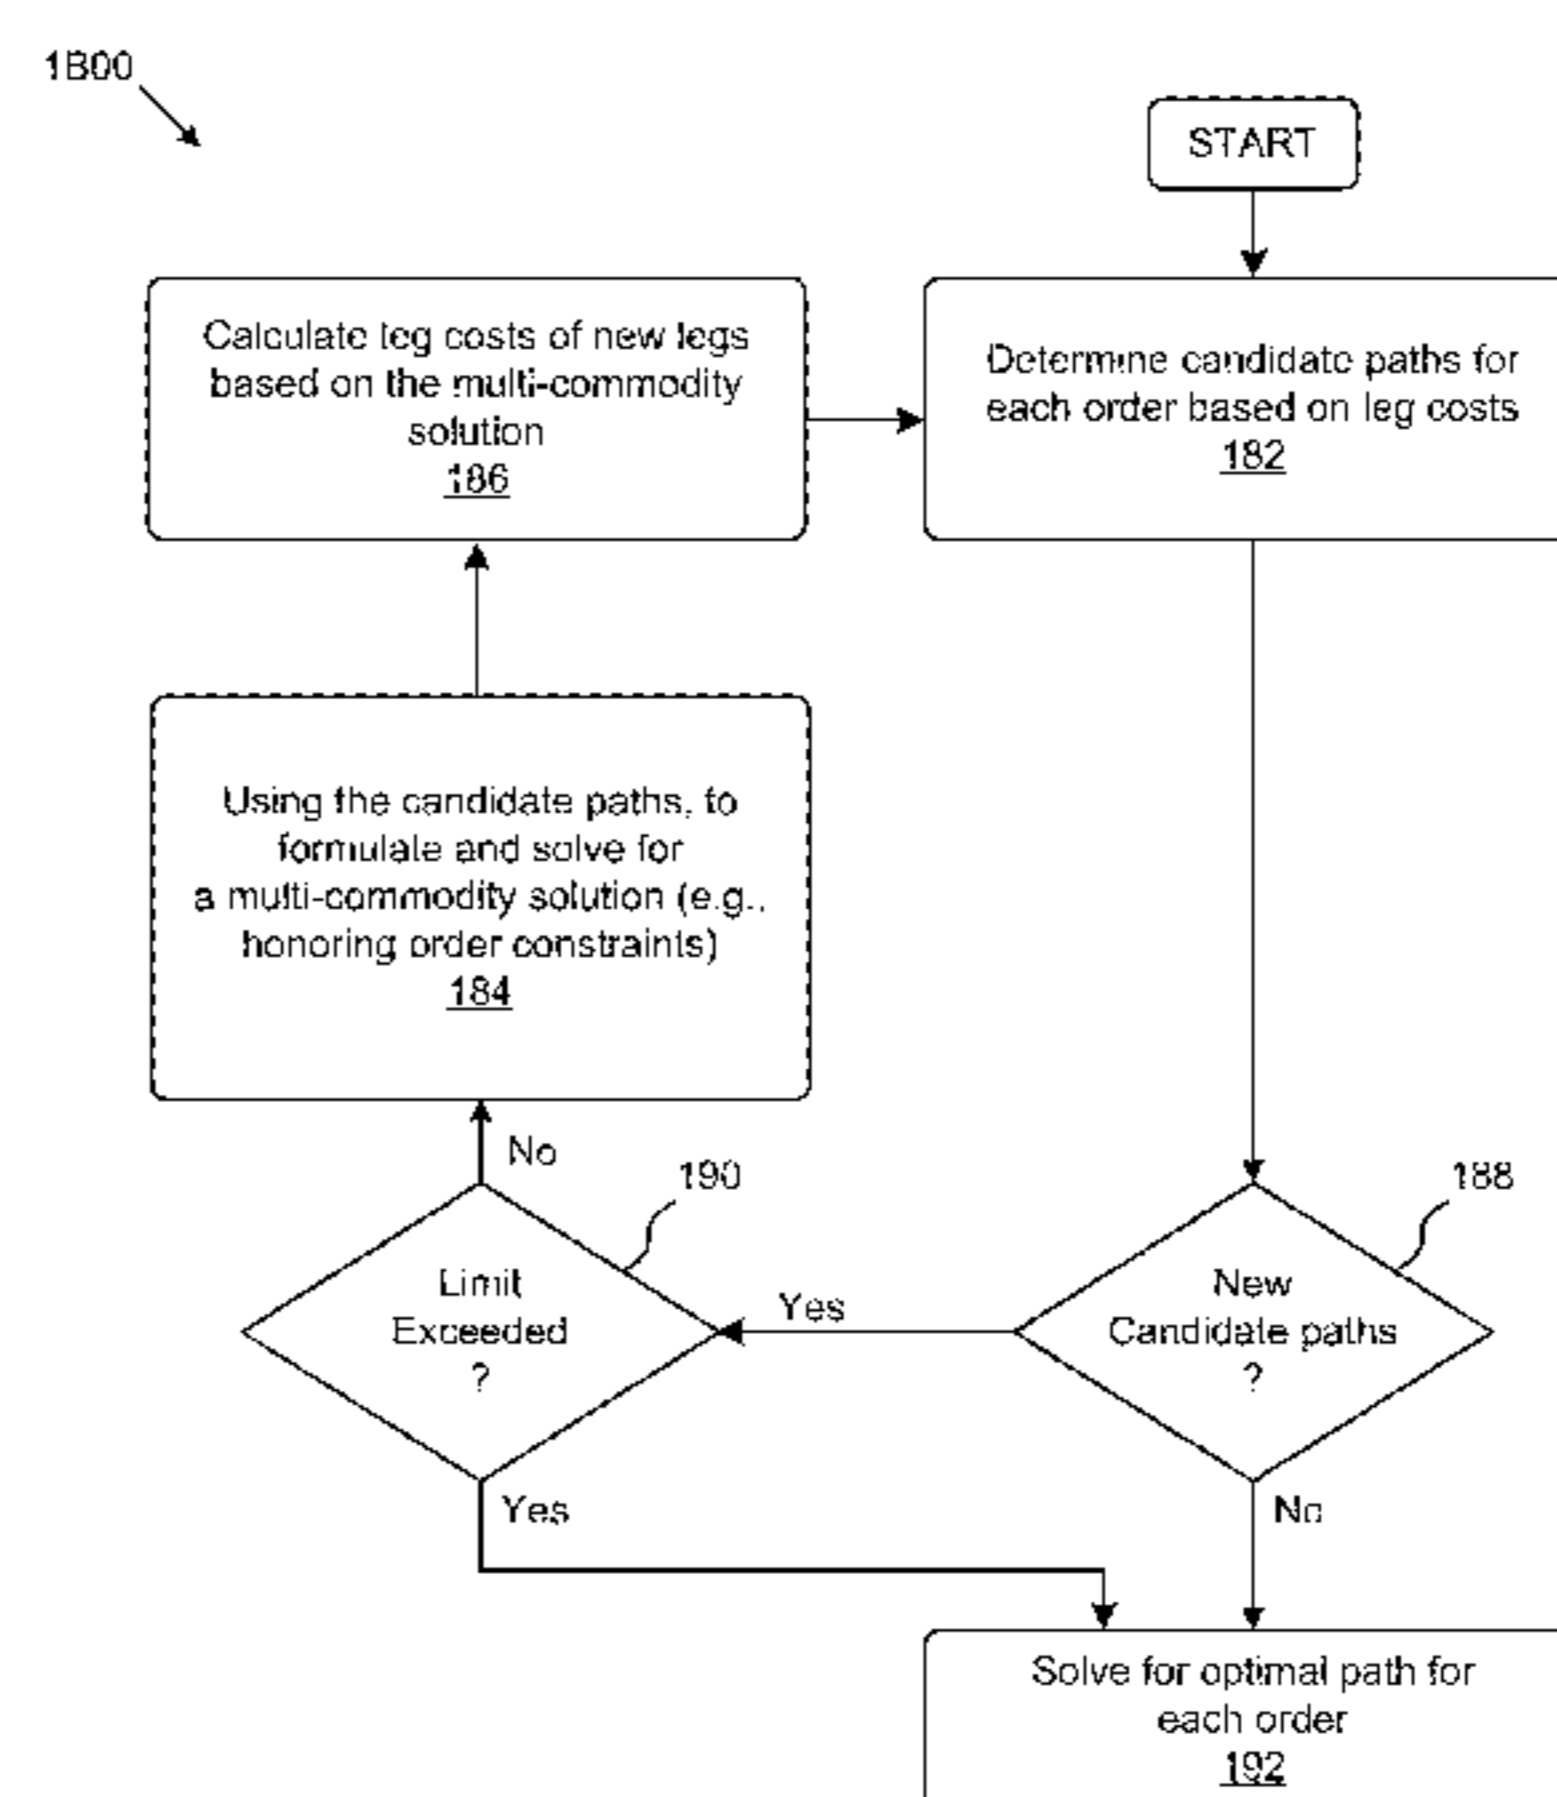 1B00
START
Calculate leg costs of new legs
based on the multi-commodity
solution
186
Determine candidate paths for
each order based on leg costs
182
Using the candidate paths, to
formulate and solve for
a multi-commodity solution (e.g.,
honoring order constraints)
184
No
190
188
Limit
Exceeded
?
Yes
New
Candidate paths
?
Yes
No
Solve for optimal path for
each order
192